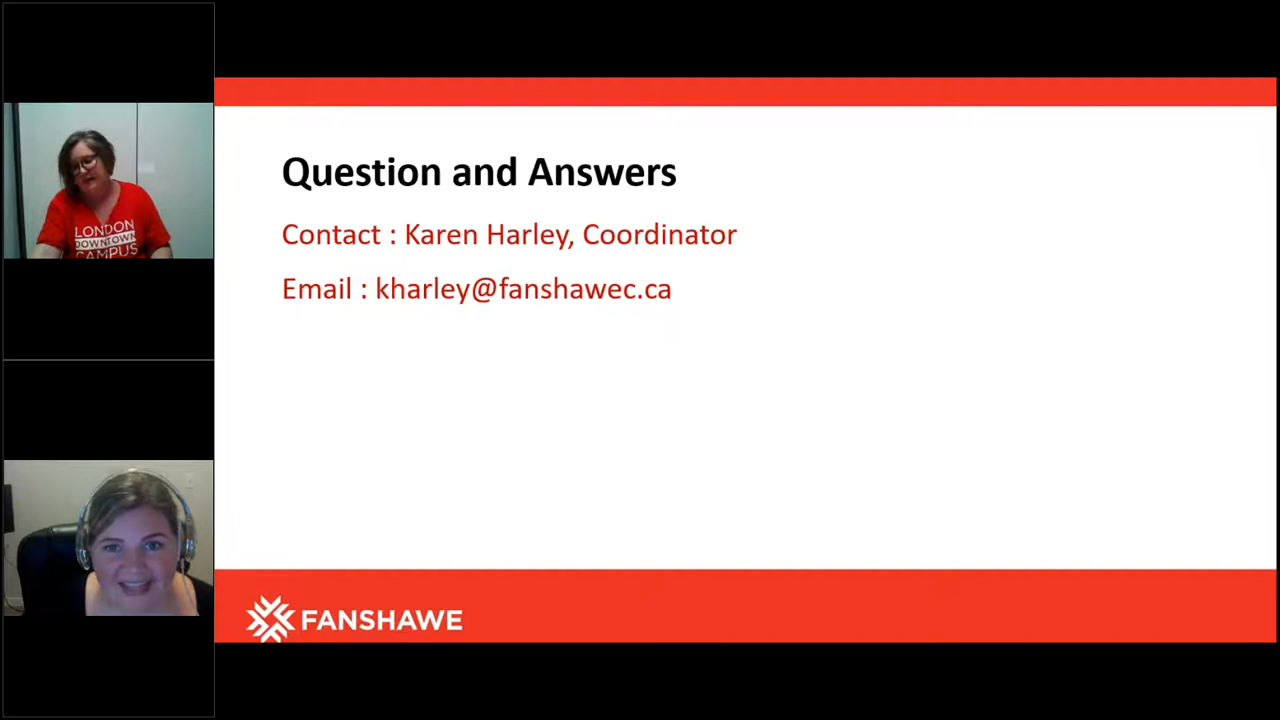 LONDON
DOWNTOWN
CAMPUS
Question and Answers
Contact : Karen Harley, Coordinator
Email : kharley@fanshawec.ca
FANSHAWE